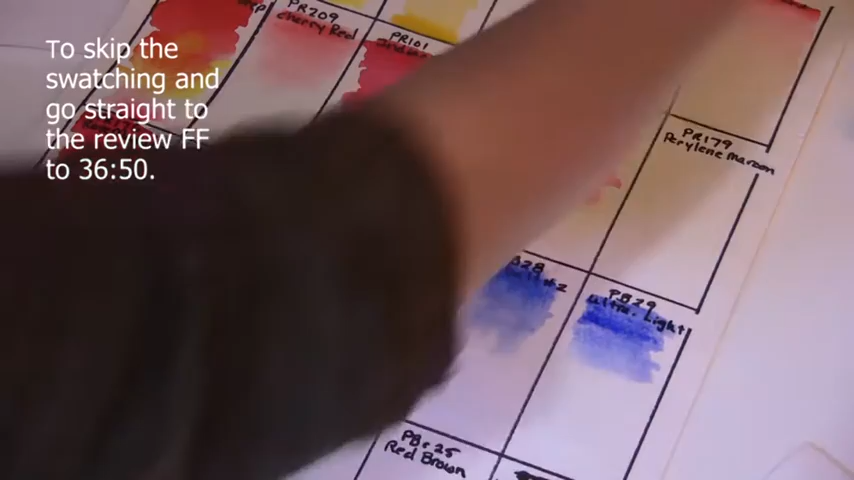 To skip the
swatching and
go straight to
the review FF
to 36:50.
PR209
Cherry Red
PR101
PR179
Perylene Maroon
PB29
Ultra. Light
PBr25
Red Brown